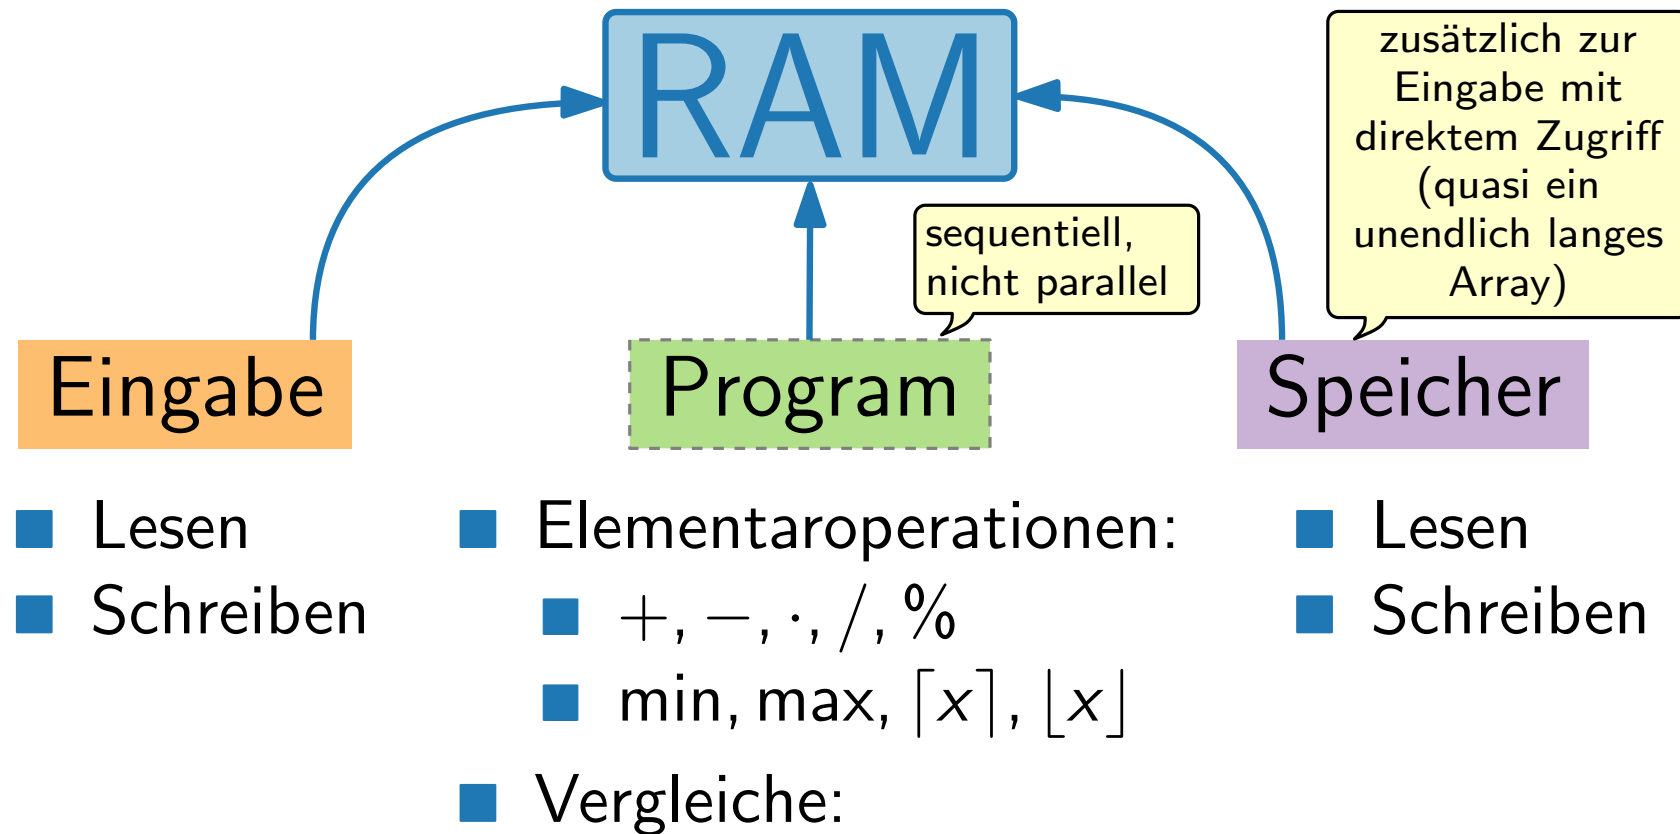 RAM
zusätzlich zur
Eingabe mit
direktem Zugriff
(quasi ein
unendlich langes
Array)
sequentiell,
nicht parallel
Eingabe
Program
Speicher
Lesen
Schreiben
Elementaroperationen:
+, −, ·, /, %
min, max, ⌈x⌉, ⌊x⌋
Vergleiche:
Lesen
Schreiben